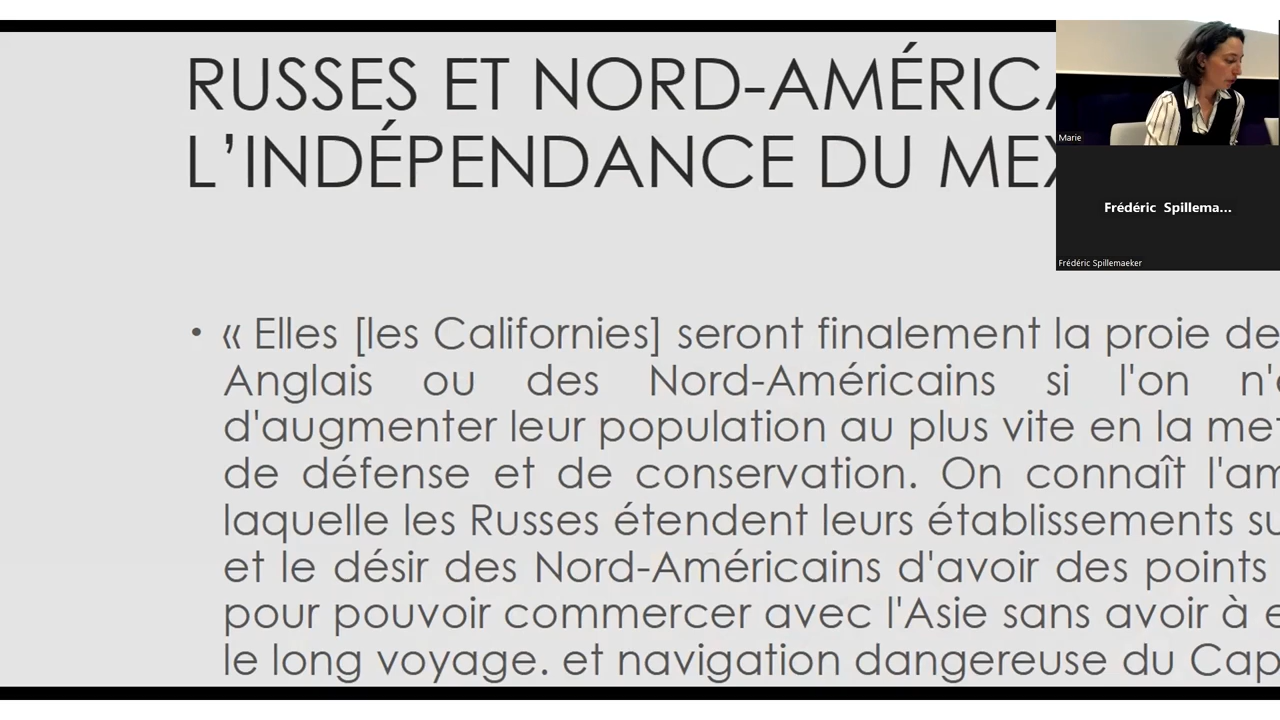 RUSSES ET NORD-AMÉRICA
L’INDÉPENDANCE DU MEX
Marie
Frédéric Spillema...
Frédéric Spillemaeker
• « Elles [les Californies] seront finalement la proie de
Anglais ou des Nord-Américains si l'on n'e
d'augmenter leur population au plus vite en la met
de défense et de conservation. On connaît l'am
laquelle les Russes étendent leurs établissements su
et le désir des Nord-Américains d'avoir des points
pour pouvoir commercer avec l'Asie sans avoir à e
le long voyage. et navigation dangereuse du Cap